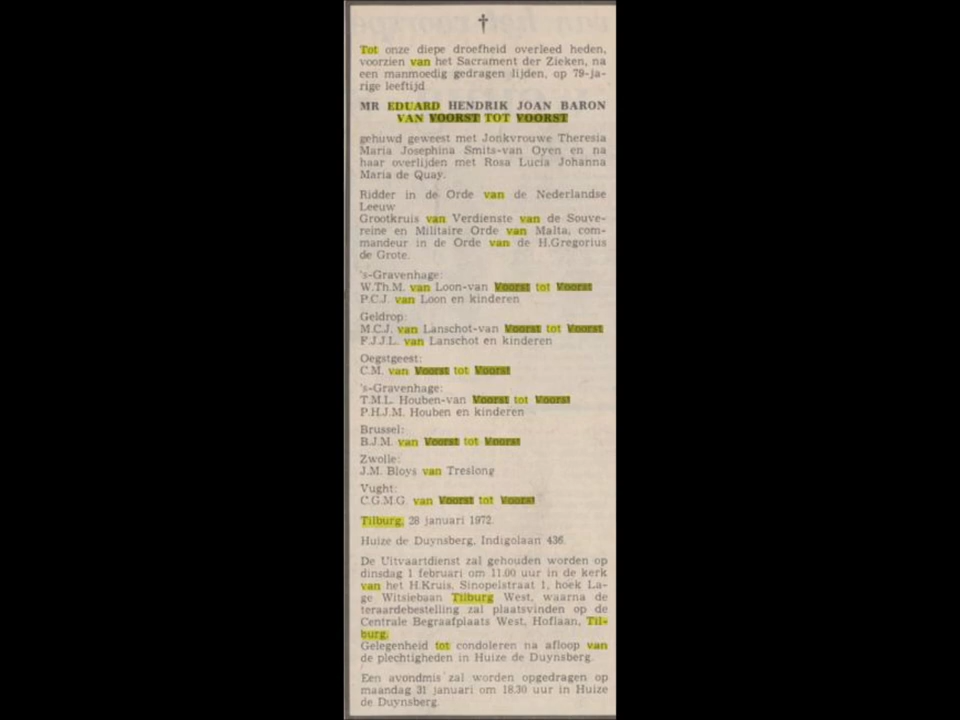 Tot onze diepe droefheid overleed heden,
voorzien van het Sacrament der Zieken, na
een manmoedig gedragen lijden, op 79-ja-
rige leeftijd
MR EDUARD HENDRIK JOAN BARON
VAN VOORST TOT VOORST
gehuwd geweest met Jonkvrouwe Theresia
Maria Josephina Smits-van Oyen en na
haar overlijden met Rosa Lucia Johanna
Maria de Quay.
Ridder in de Orde van de Nederlandse
Leeuw
Grootkruis van Verdienste van de Souve-
reine en Militaire Orde van Malta, com-
mandeur in de Orde van de H.Gregorius
de Grote.
's-Gravenhage:
W.Th.M. van Loon-van Voorst tot Voorst
P.C.J. van Loon en kinderen
Geldrop:
M.C.J. van Lanschot-van Voorst tot Voorst
F.J.J.L. van Lanschot en kinderen
Oegstgeest:
C.M. van Voorst tot Voorst
's-Gravenhage:
T.M.L. Houben-van Voorst tot Voorst
P.H.J.M. Houben en kinderen
Brussel:
B.J.M. van Voorst tot Voorst
Zwolle:
J.M. Bloys van Treslong
Vught:
C.G.M.G. van Voorst tot Voorst
Tilburg, 28 januari 1972.
Huize de Duynsberg, Indigolaan 436.
De Uitvaartdienst zal gehouden worden op
dinsdag 1 februari om 11.00 uur in de kerk
van het H.Kruis, Sinopelstraat 1, hoek La-
ge Witsiebaan Tilburg West, waarna de
teraardebestelling zal plaatsvinden op de
Centrale Begraafplaats West, Hoflaan, Til-
burg.
Gelegenheid tot condoleren na afloop van
de plechtigheden in Huize de Duynsberg.
Een avondmis zal worden opgedragen op
maandag 31 januari om 18.30 uur in Huize
de Duynsberg.